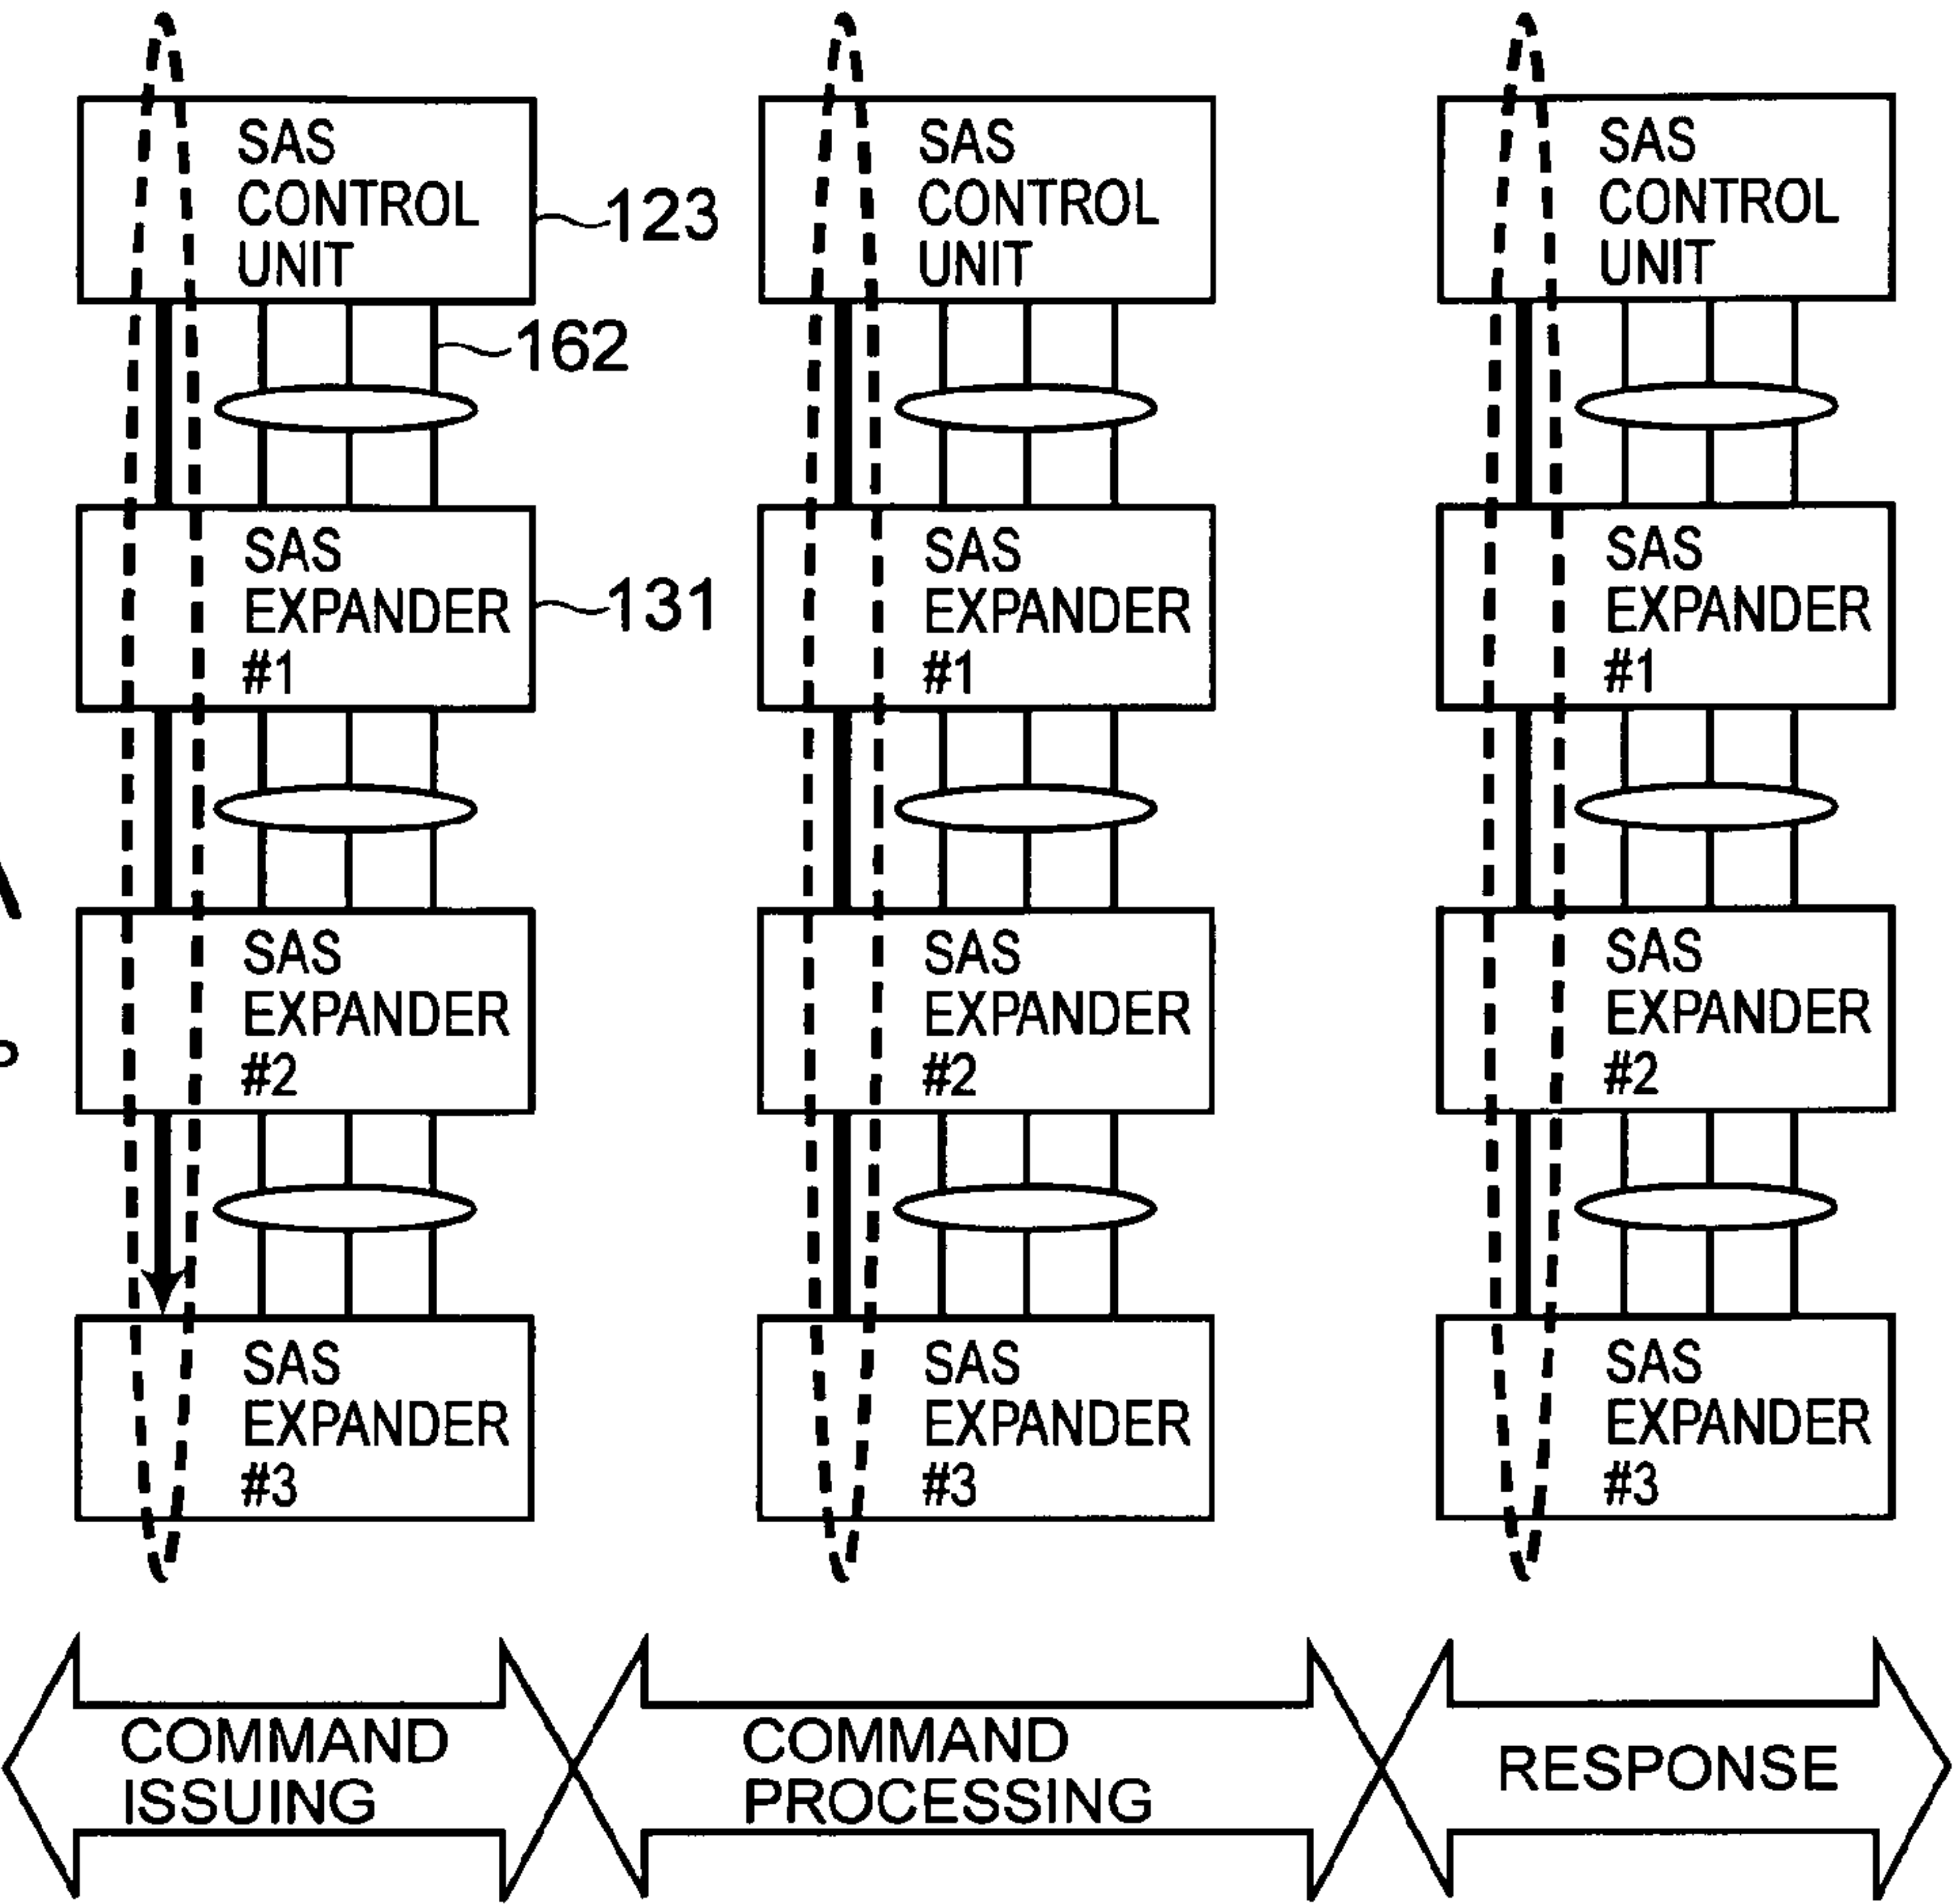 SAS
CONTROL
UNIT
123
162
SAS
EXPANDER
#1
131
SAS
EXPANDER
#2
SAS
EXPANDER
#3
SAS
CONTROL
UNIT
SAS
EXPANDER
#1
SAS
EXPANDER
#2
SAS
EXPANDER
#3
SAS
CONTROL
UNIT
SAS
EXPANDER
#1
SAS
EXPANDER
#2
SAS
EXPANDER
#3
COMMAND
ISSUING
COMMAND
PROCESSING
RESPONSE